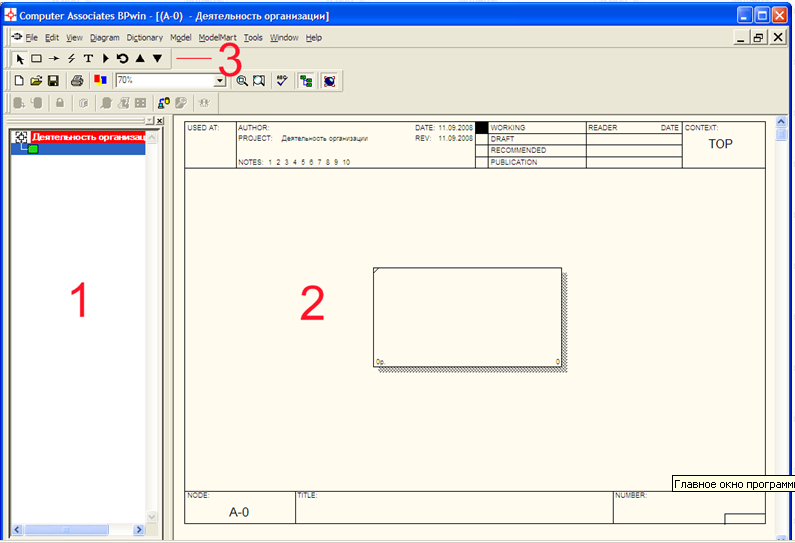 Computer Associates BPwin - [(A-0) - Деятельность организации]
File Edit View Diagram Dictionary Model ModelMart Tools Window Help
3
70%
Деятельность организац
USED AT: AUTHOR: DATE: 11.09.2008 WORKING READER DATE CONTEXT:
PROJECT: Деятельность организации REV: 11.09.2008 DRAFT
TOP
RECOMMENDED
NOTES: 1 2 3 4 5 6 7 8 9 10 PUBLICATION
1
2
0р. 0
Главное окно программ
NODE: TITLE: NUMBER:
A-0